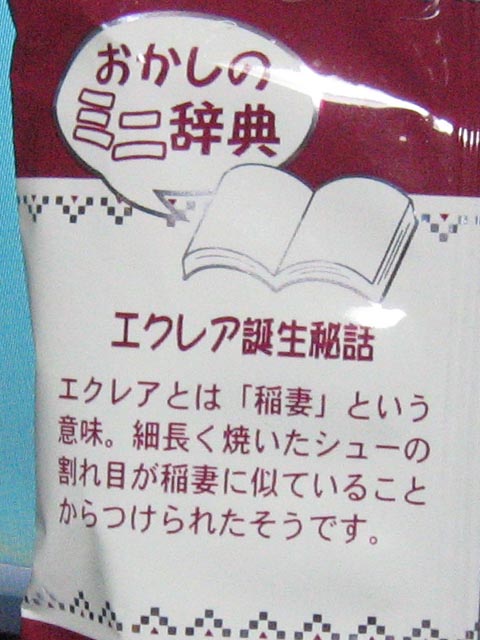 おかしの
ミニ辞典
エクレア誕生秘話
エクレアとは「稲妻」という
意味。細長く焼いたシューの
割れ目が稲妻に似ていること
からつけられたそうです。